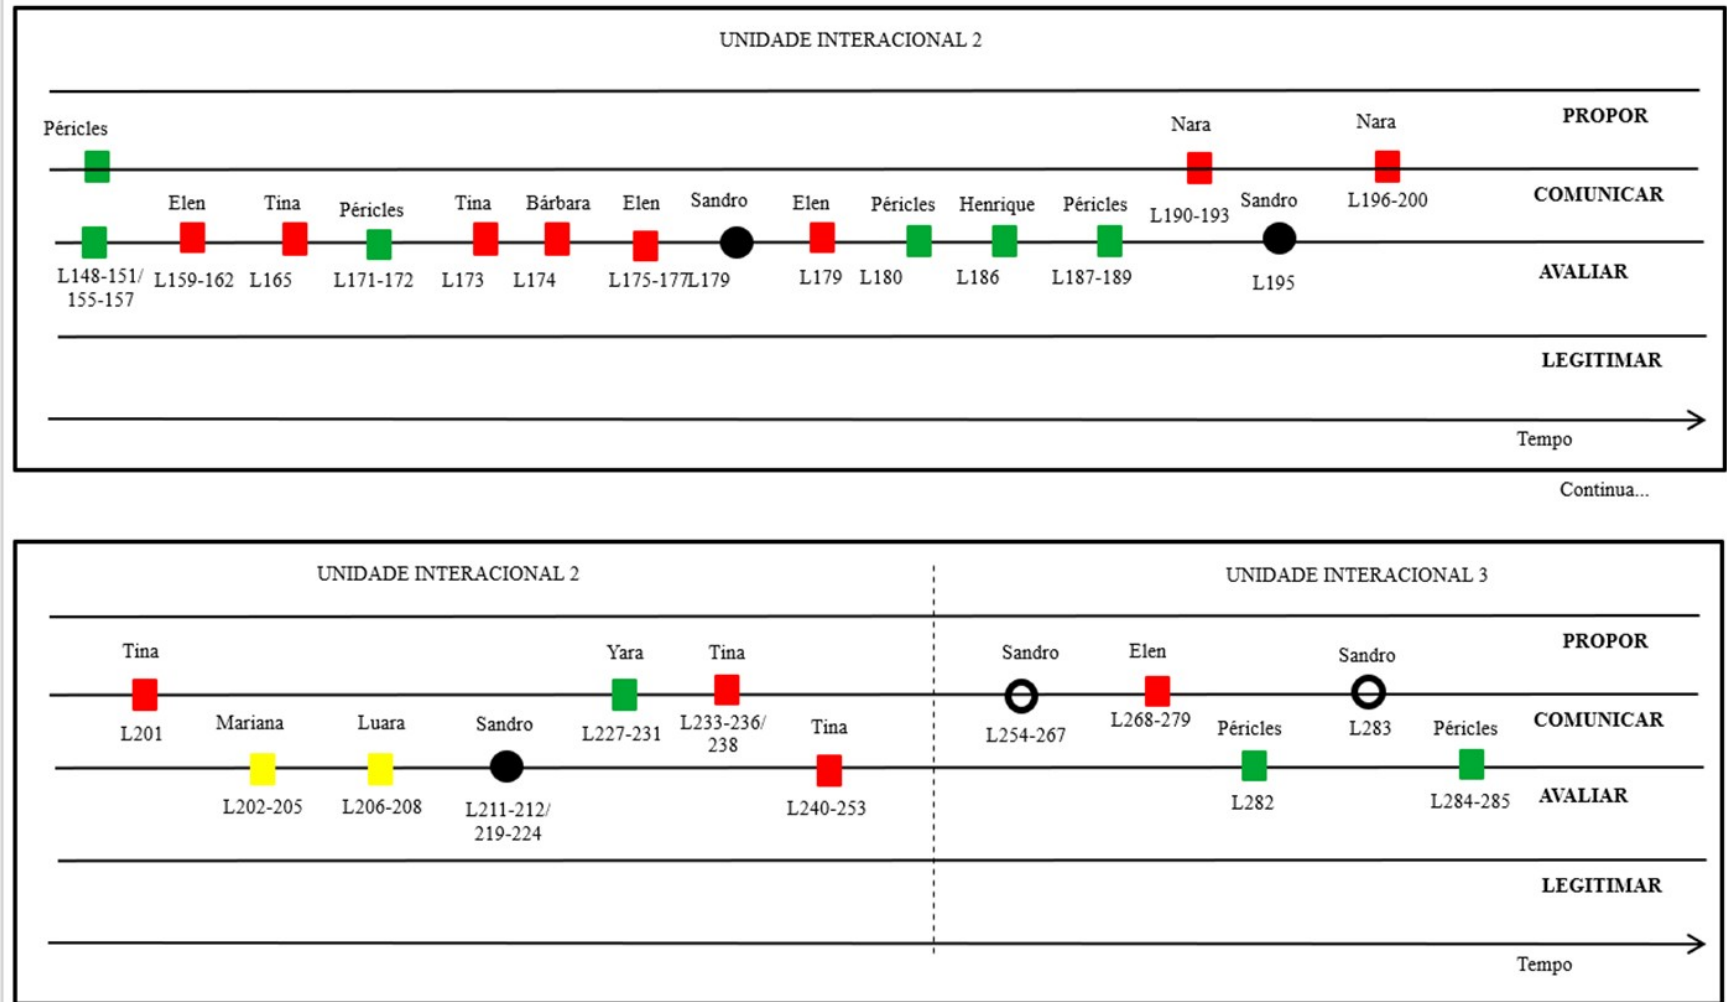 UNIDADE INTERACIONAL 2
PROPOR
Péricles
Nara
Nara
COMUNICAR
Elen
Tina
Péricles
Tina
Bárbara
Elen
Sandro
Elen
Péricles
Henrique
Péricles
L190-193
Sandro
L196-200
AVALIAR
L148-151/
155-157
L159-162
L165
L171-172
L173
L174
L175-177
L179
L179
L180
L186
L187-189
L195
LEGITIMAR
Tempo
Continua...
UNIDADE INTERACIONAL 2
UNIDADE INTERACIONAL 3
PROPOR
Tina
Yara
Tina
Sandro
Elen
Sandro
COMUNICAR
L201
Mariana
Luara
Sandro
L227-231
L233-236/
238
Tina
L254-267
L268-279
Péricles
L283
Péricles
AVALIAR
L202-205
L206-208
L211-212/
219-224
L240-253
L282
L284-285
LEGITIMAR
Tempo